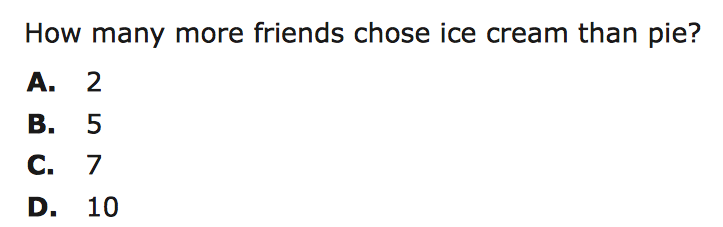 How many more friends chose ice cream than pie?
A. 2
B. 5
C. 7
D. 10